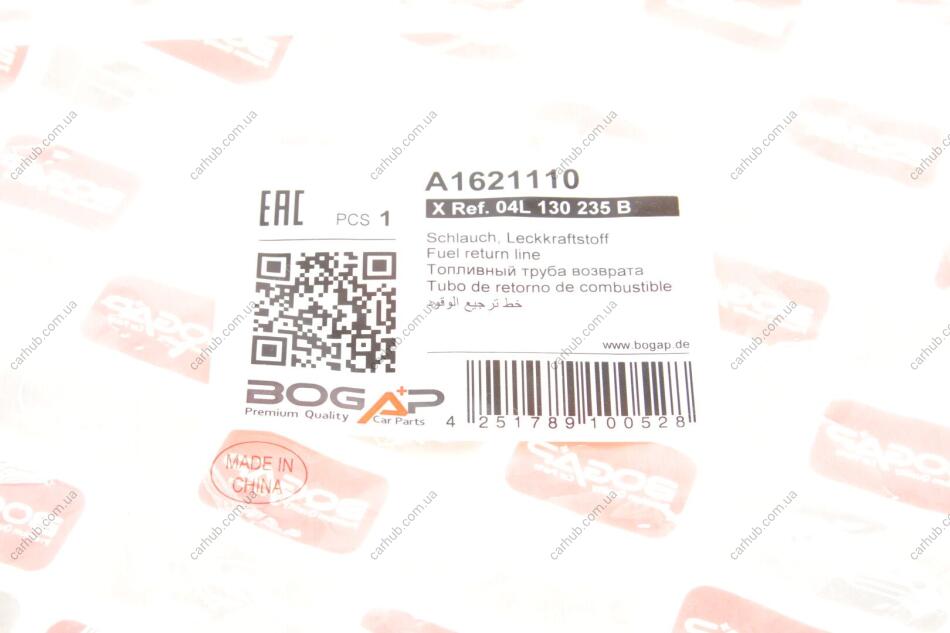 A1621110
X Ref. 04L 130 235 B
EAC
PCS 1
Schlauch, Leckkraftstoff
Fuel return line
Топливный труба возврата
Tubo de retorno de combustible
خط ترجيع الوقود
www.bogap.de
BOGAP
Premium Quality Car Parts
4 251789 100528
MADE IN
CHINA
carhub.com.ua